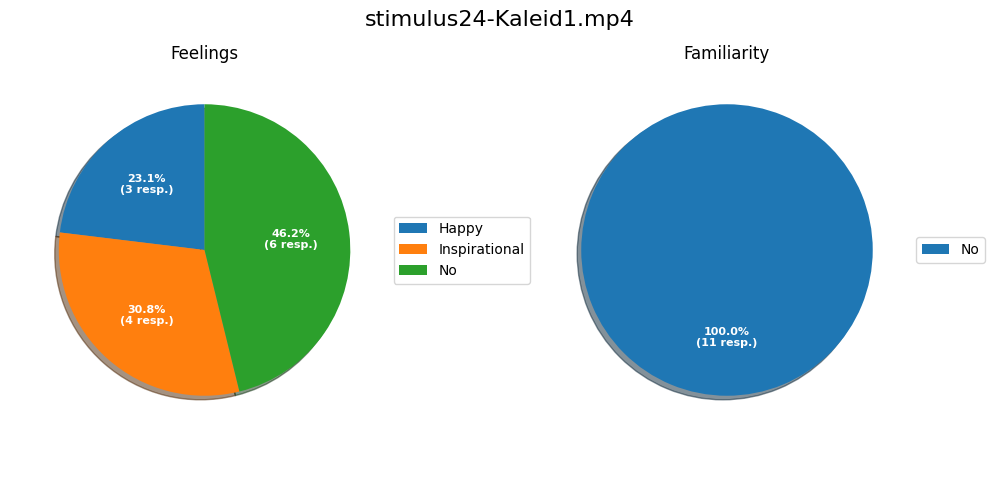 stimulus24-Kaleid1.mp4
Feelings
23.1%
(3 resp.)
46.2%
(6 resp.)
30.8%
(4 resp.)
Happy
Inspirational
No
Familiarity
100.0%
(11 resp.)
No